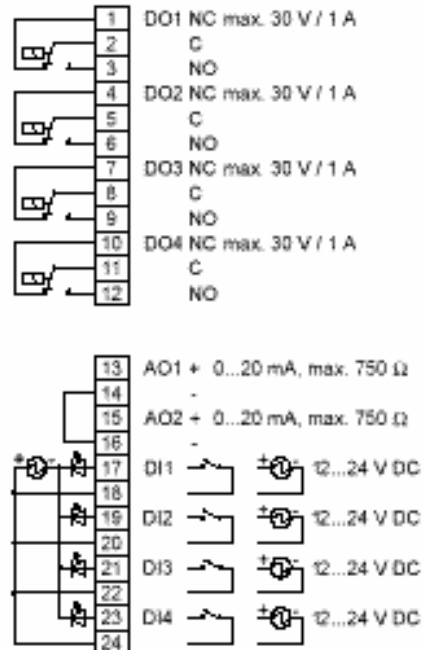 1 DO1 NC max. 30 V / 1 A
2 C
3 NO
4 DO2 NC max. 30 V / 1 A
5 C
6 NO
7 DO3 NC max. 30 V / 1 A
8 C
9 NO
10 DO4 NC max. 30 V / 1 A
11 C
12 NO
13 AO1 + 0...20 mA, max. 750 Ω
14 -
15 AO2 + 0...20 mA, max. 750 Ω
16 -
+ - 17 DI1 + - 12...24 V DC
18
19 DI2 + - 12...24 V DC
20
21 DI3 + - 12...24 V DC
22
23 DI4 + - 12...24 V DC
24